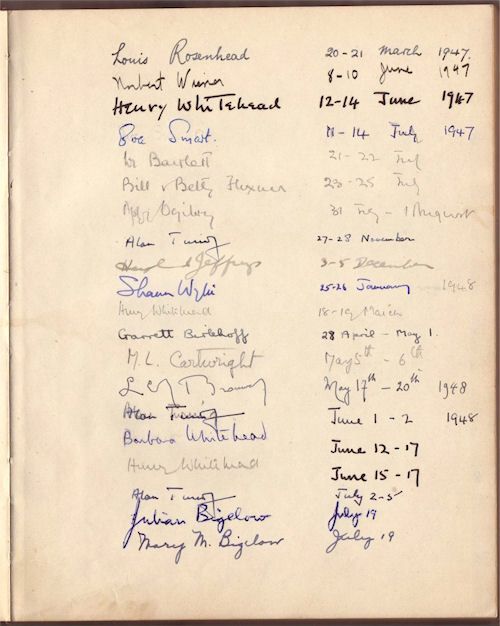 Louis Rosenhead 20-21 March 1947.
Norbert Wiener 8-10 June 1947
Henry Whitehead 12-14 June 1947
Eva Smart. 11-14 July 1947
W Bartlett 21-22 July
Bill & Betty Flexner 23-25 July
Ogilvy 31 July - 1 August
Alan Turing 27-28 November
Harold Jeffreys 3-5 December
Shaun Wylie 25-26 January 1948
Henry Whitehead 18-19 March
Garrett Birkhoff 28 April - May 1.
M.L. Cartwright May 5th - 6th
May 17th - 20th 1948
Alan Turing June 1-2 1948
Barbara Whitehead June 12-17
Henry Whitehead June 15-17
Alan Turing July 2-5
Julian Bigelow July 19
Mary M. Bigelow July 19